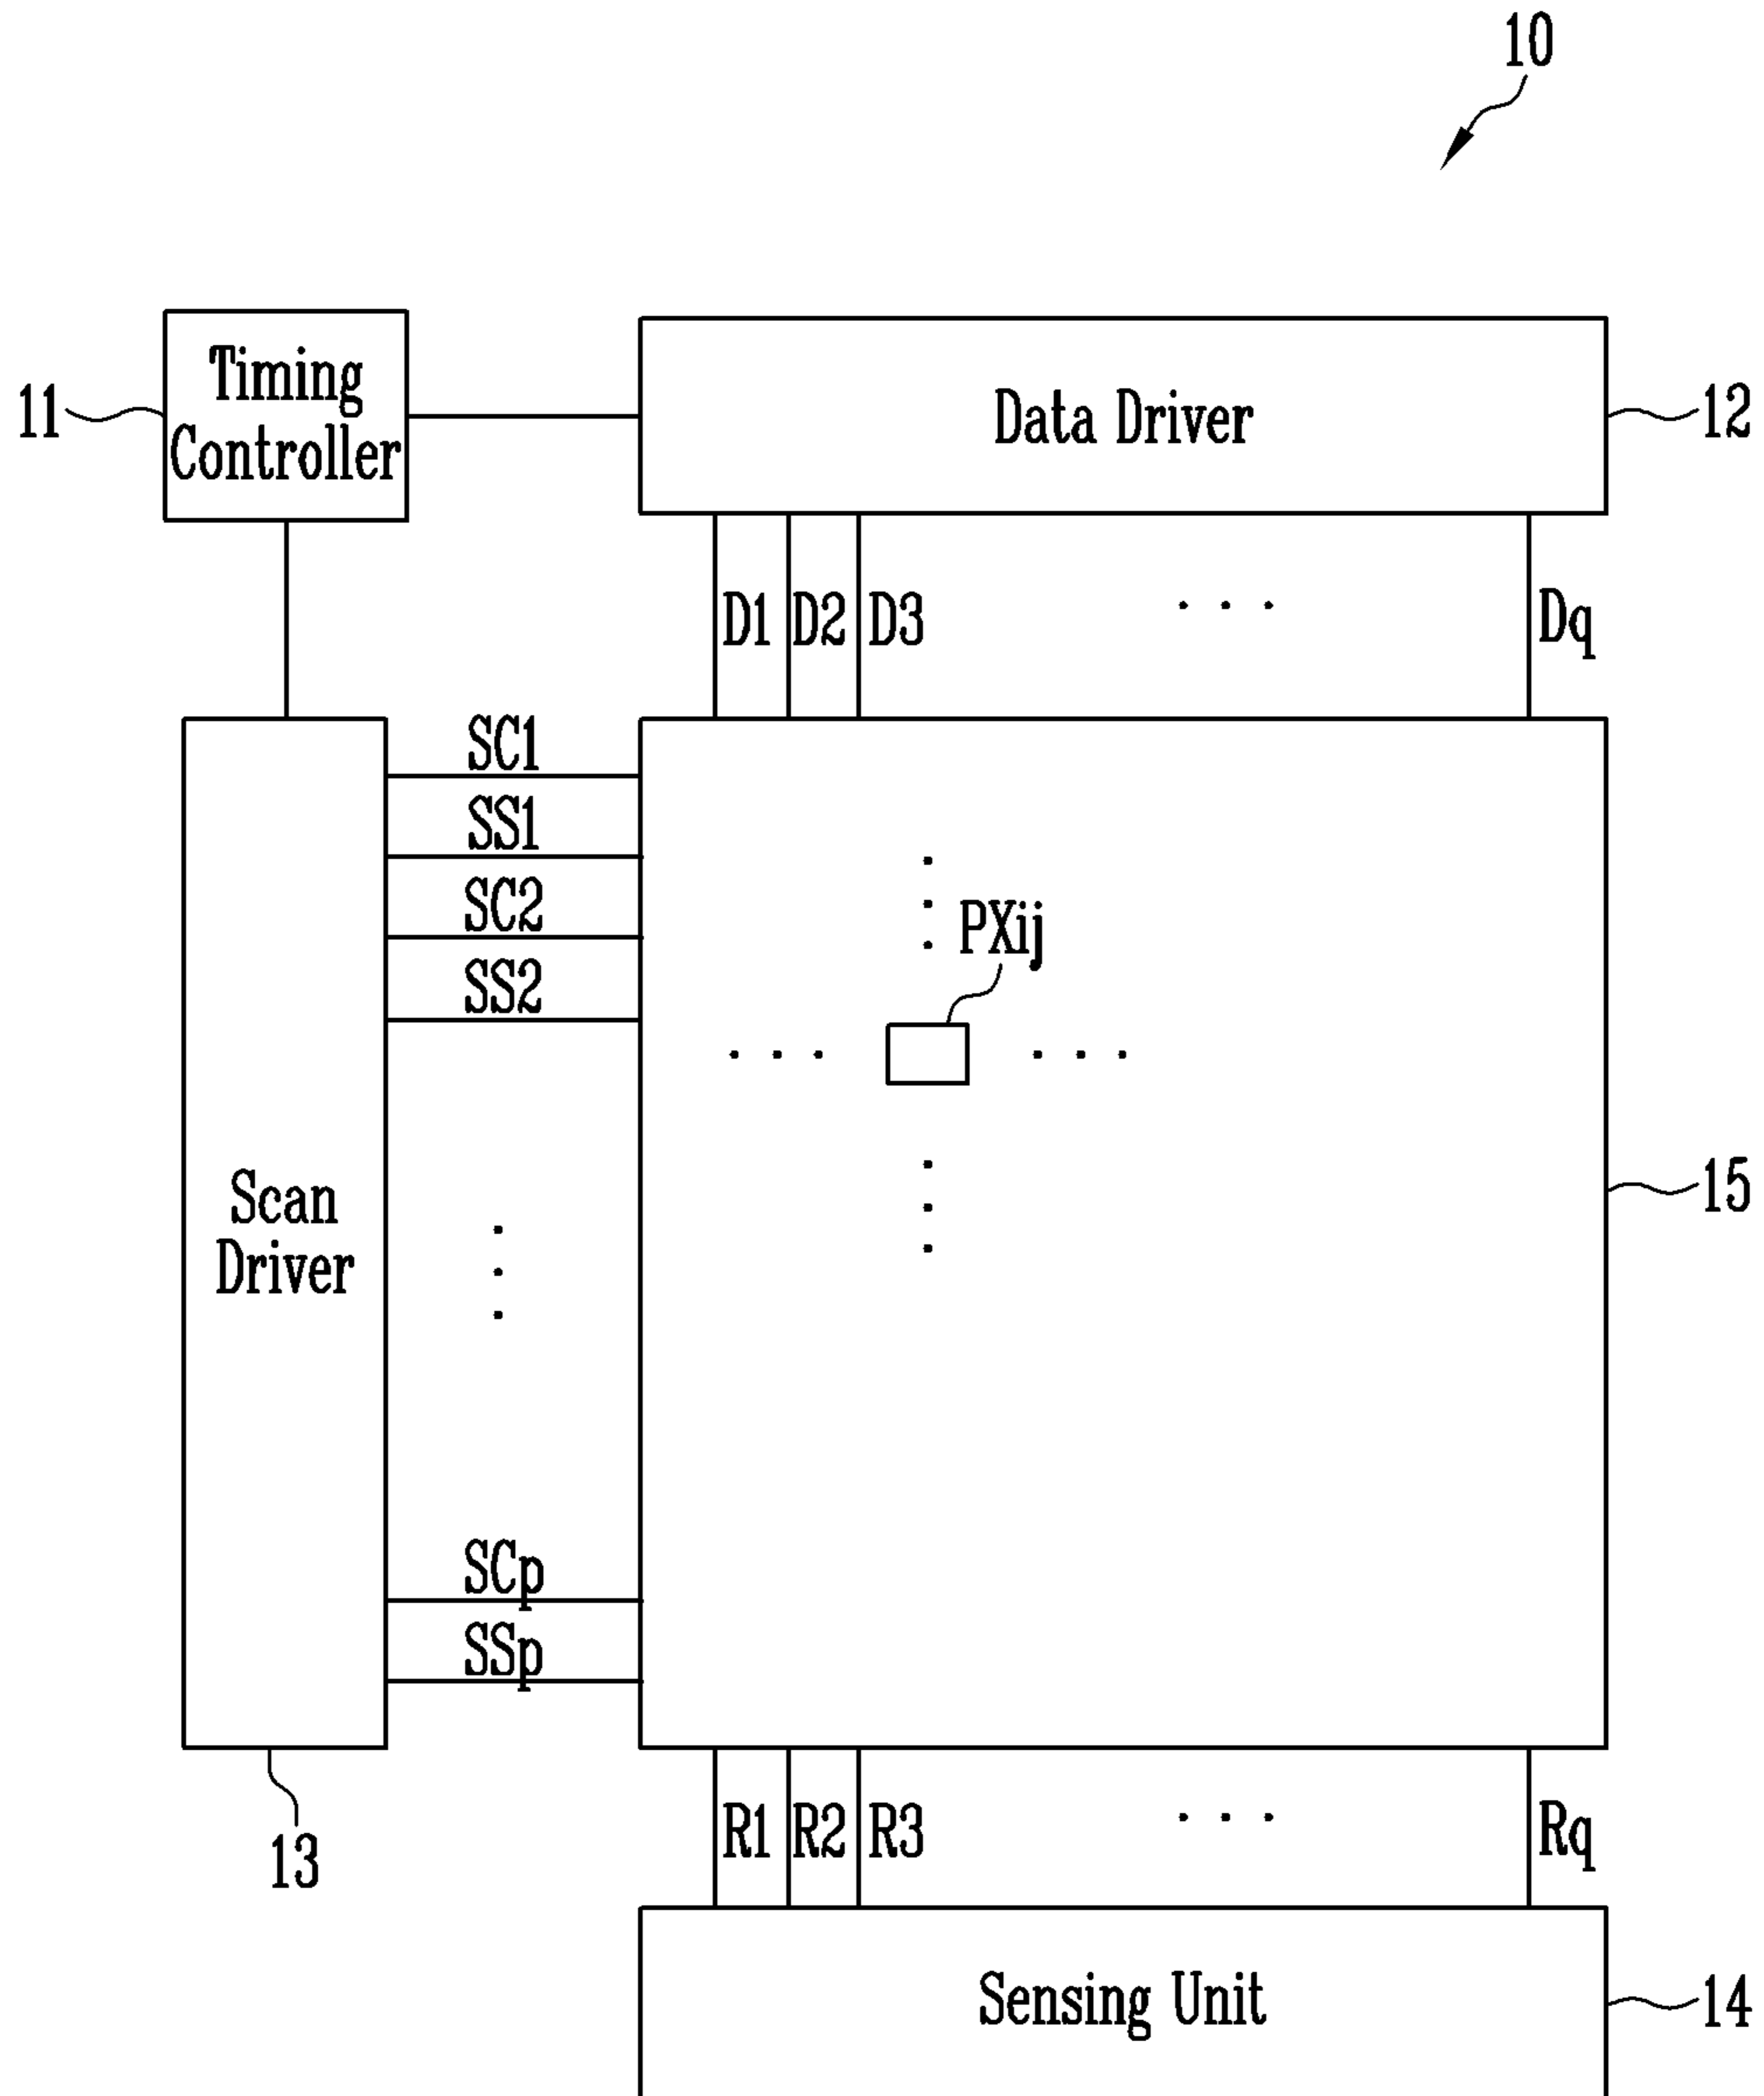 10
Timing
Controller
11
Data Driver
12
D1 D2 D3 . . . Dq
SC1
SS1
SC2
SS2
PXij
Scan
Driver
15
SCp
SSp
13
R1 R2 R3 . . . Rq
Sensing Unit
14